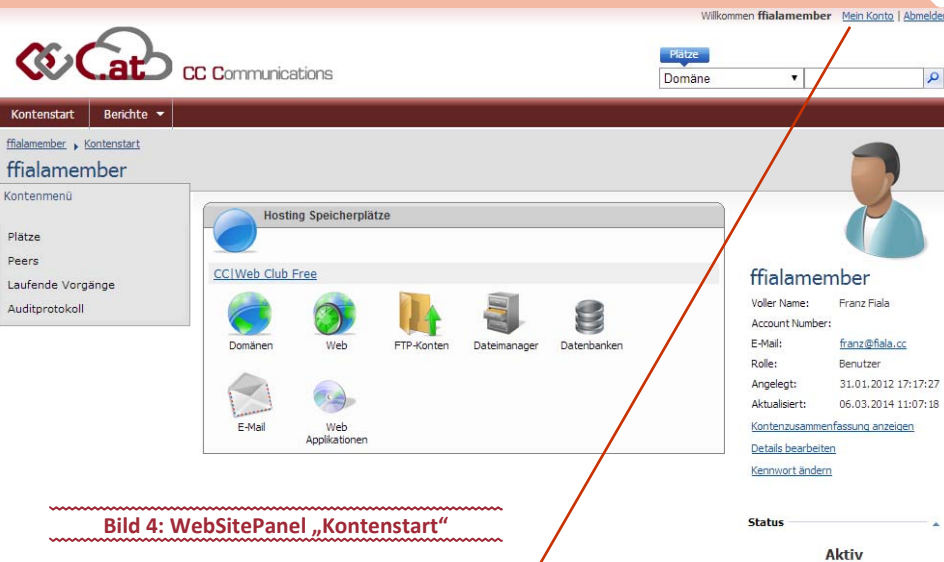 Willkommen ffialamember Mein Konto | Abmelden
C.at CC Communications
Plätze
Domäne
Kontenstart Berichte
ffialamember Kontenstart
ffialamember
Kontenmenü
Plätze
Peers
Laufende Vorgänge
Auditprotokoll
Hosting Speicherplätze
CC|Web Club Free
Domänen Web FTP-Konten Dateimanager Datenbanken
E-Mail Web
Applikationen
ffialamember
Voller Name: Franz Fiala
Account Number:
E-Mail: franz@fiala.cc
Rolle: Benutzer
Angelegt: 31.01.2012 17:17:27
Aktualisiert: 06.03.2014 11:07:18
Kontenzusammenfassung anzeigen
Details bearbeiten
Kennwort ändern
Status
Aktiv
Bild 4: WebSitePanel „Kontenstart“